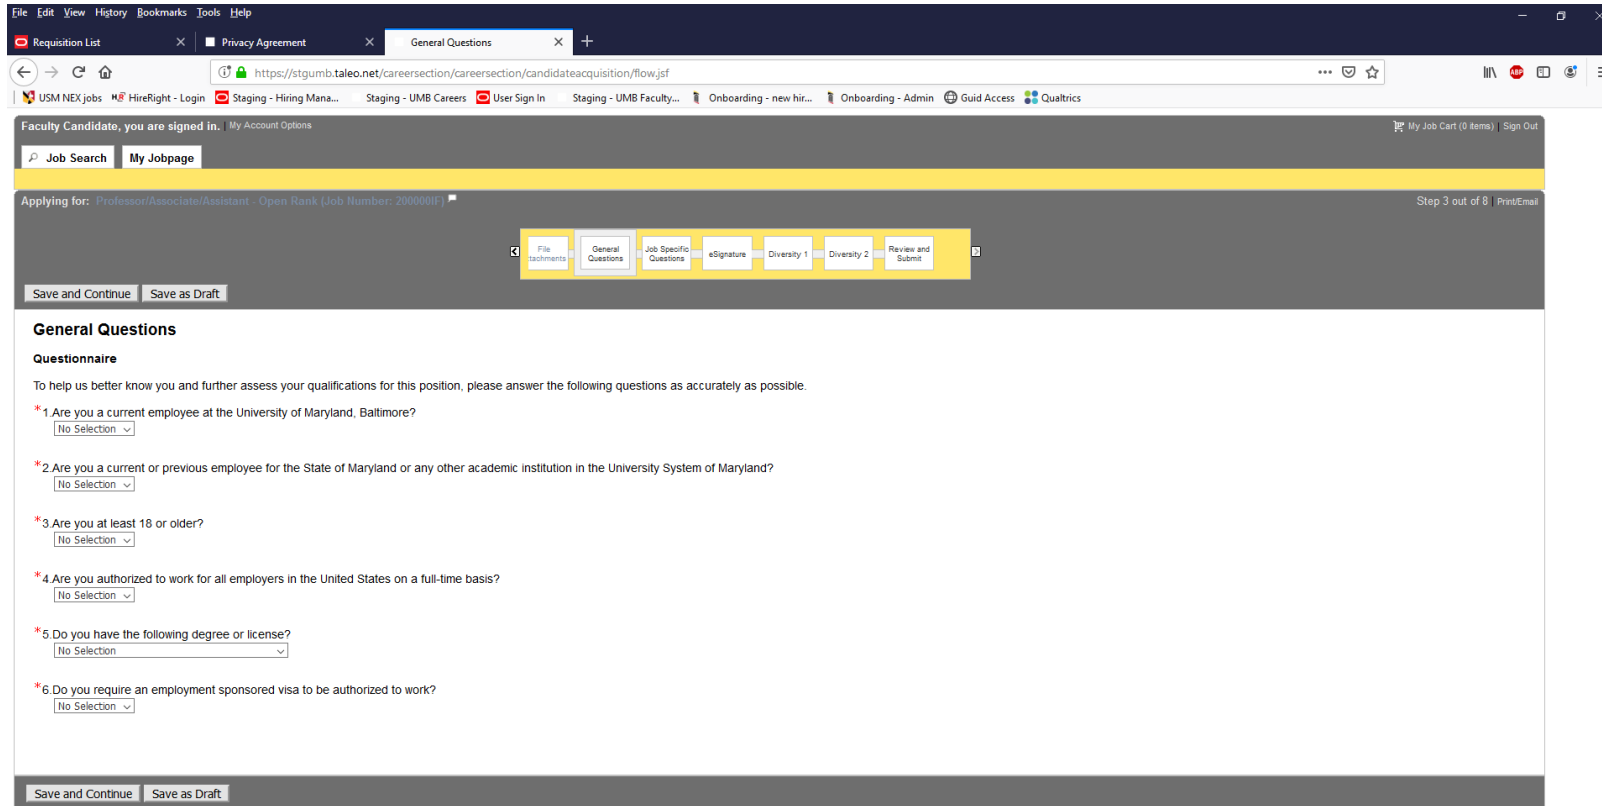 File Edit View History Bookmarks Tools Help
Requisition List Privacy Agreement General Questions
https://stgumb.taleo.net/careersection/careersection/candidateacquisition/flow.jsf
USM NEX jobs HireRight - Login Staging - Hiring Mana... Staging - UMB Careers User Sign In Staging - UMB Faculty... Onboarding - new hir... Onboarding - Admin Guid Access Qualtrics
Faculty Candidate, you are signed in. | My Account Options My Job Cart (0 items) | Sign Out
Job Search My Jobpage
Applying for: Professor/Associate/Assistant - Open Rank (Job Number: 200000IF) Step 3 out of 8 | Print/Email
File General Job Specific eSignature Diversity 1 Diversity 2 Review and
tachments Questions Questions Submit
Save and Continue Save as Draft
General Questions
Questionnaire
To help us better know you and further assess your qualifications for this position, please answer the following questions as accurately as possible.
*1.Are you a current employee at the University of Maryland, Baltimore?
No Selection
*2.Are you a current or previous employee for the State of Maryland or any other academic institution in the University System of Maryland?
No Selection
*3.Are you at least 18 or older?
No Selection
*4.Are you authorized to work for all employers in the United States on a full-time basis?
No Selection
*5.Do you have the following degree or license?
No Selection
*6.Do you require an employment sponsored visa to be authorized to work?
No Selection
Save and Continue Save as Draft